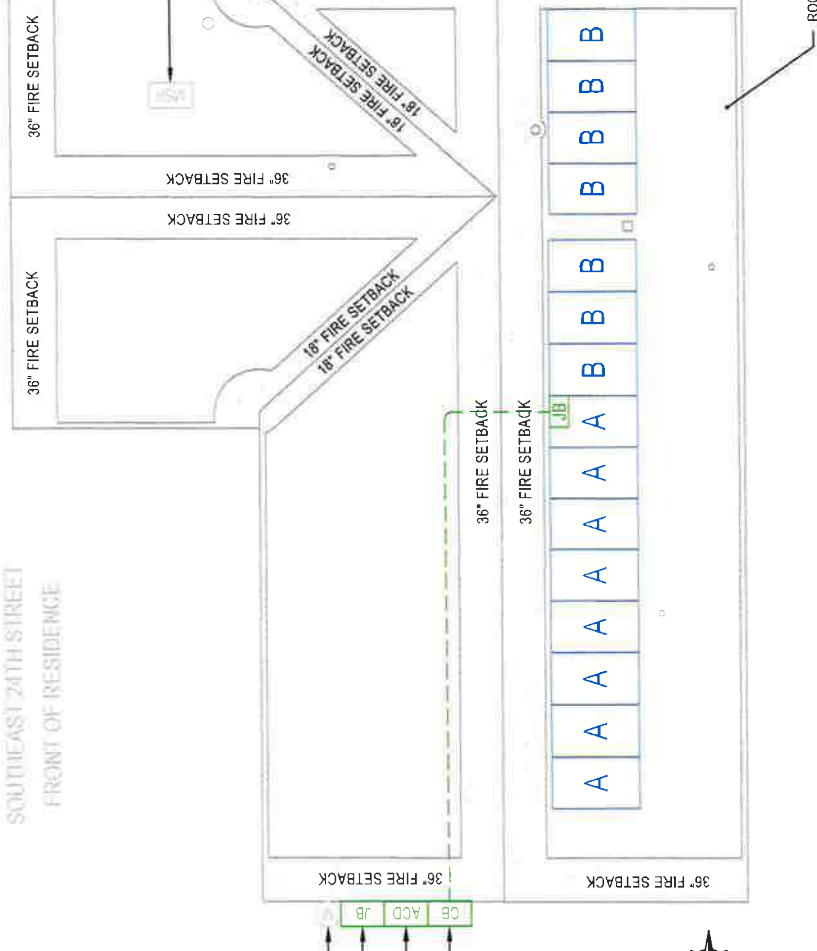 36" FIRE SETBACK
18" FIRE SETBACK
18" FIRE SETBACK
36" FIRE SETBACK
36" FIRE SETBACK
36" FIRE SETBACK
18" FIRE SETBACK
18" FIRE SETBACK
36" FIRE SETBACK
36" FIRE SETBACK
B
B
B
B
B
B
B
JB
A
A
A
A
A
A
A
A
SOUTHEAST 24TH STREET
FRONT OF RESIDENCE
36" FIRE SETBACK
36" FIRE SETBACK
JB
ACD
CB